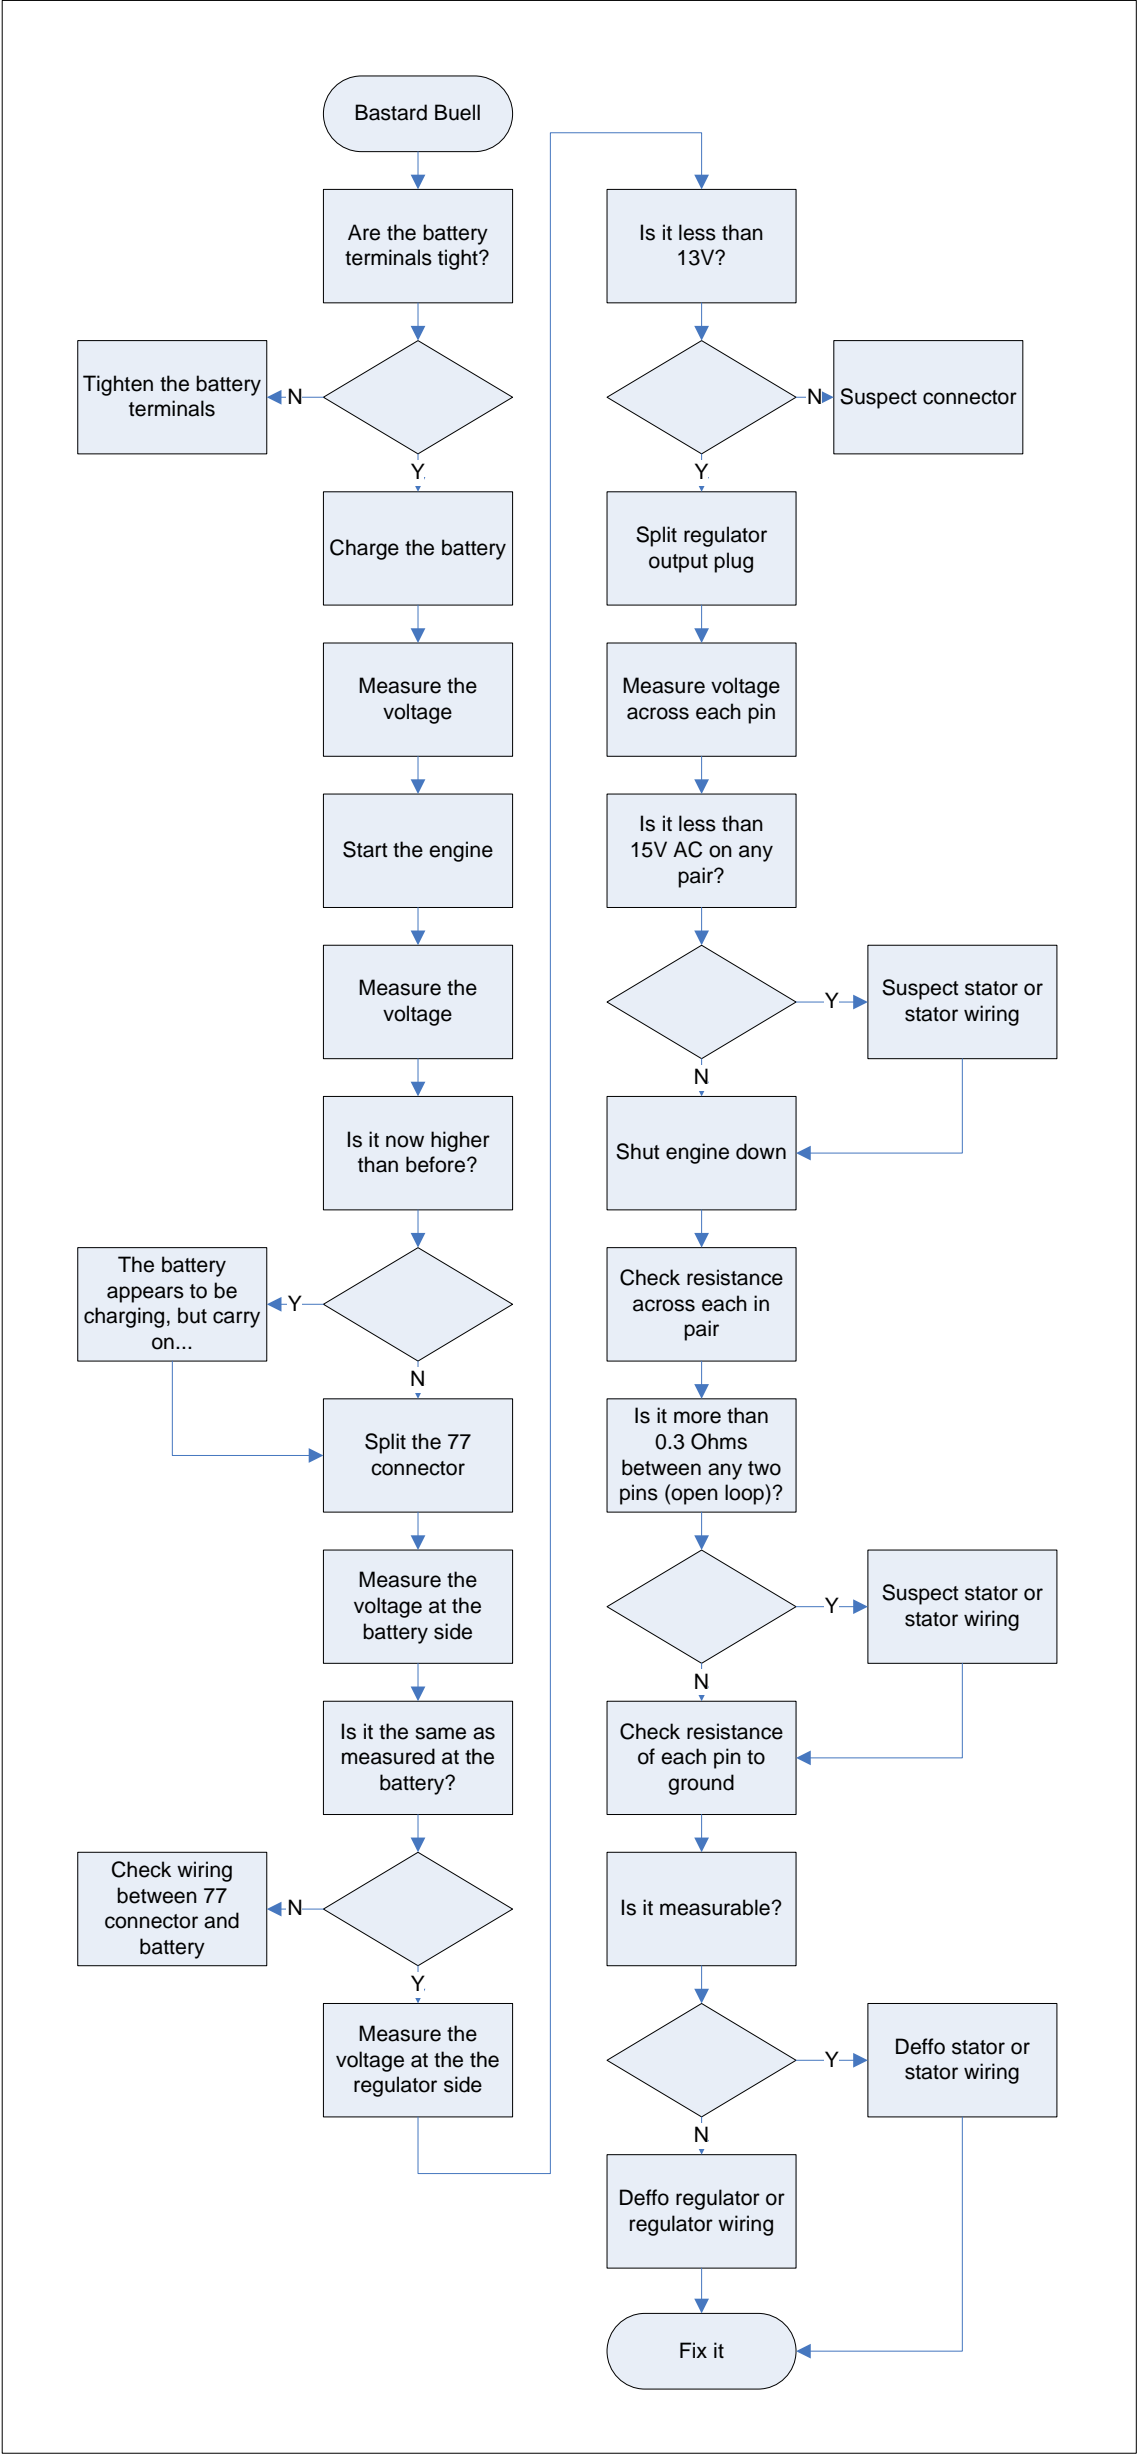 Bastard Buell
Are the battery
terminals tight?
N
Tighten the battery
terminals
Y
Charge the battery
Measure the
voltage
Start the engine
Measure the
voltage
Is it now higher
than before?
Y
The battery
appears to be
charging, but carry
on...
N
Split the 77
connector
Measure the
voltage at the
battery side
Is it the same as
measured at the
battery?
N
Check wiring
between 77
connector and
battery
Y
Measure the
voltage at the the
regulator side
Is it less than
13V?
N
Suspect connector
Y
Split regulator
output plug
Measure voltage
across each pin
Is it less than
15V AC on any
pair?
Y
Suspect stator or
stator wiring
N
Shut engine down
Check resistance
across each in
pair
Is it more than
0.3 Ohms
between any two
pins (open loop)?
Y
Suspect stator or
stator wiring
N
Check resistance
of each pin to
ground
Is it measurable?
Y
Deffo stator or
stator wiring
N
Deffo regulator or
regulator wiring
Fix it